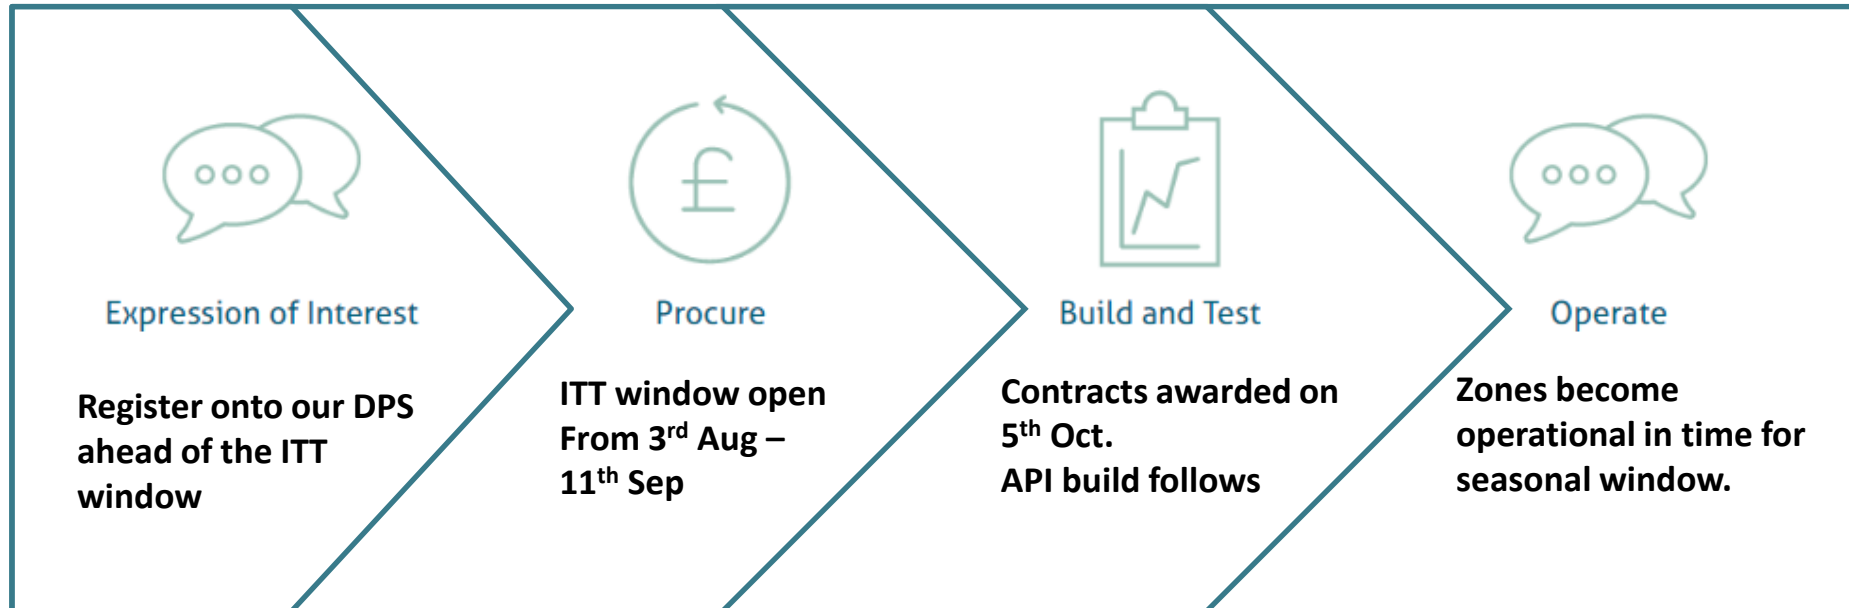 Expression of Interest
Register onto our DPS
ahead of the ITT
window
Procure
ITT window open
From 3rd Aug –
11th Sep
Build and Test
Contracts awarded on
5th Oct.
API build follows
Operate
Zones become
operational in time for
seasonal window.